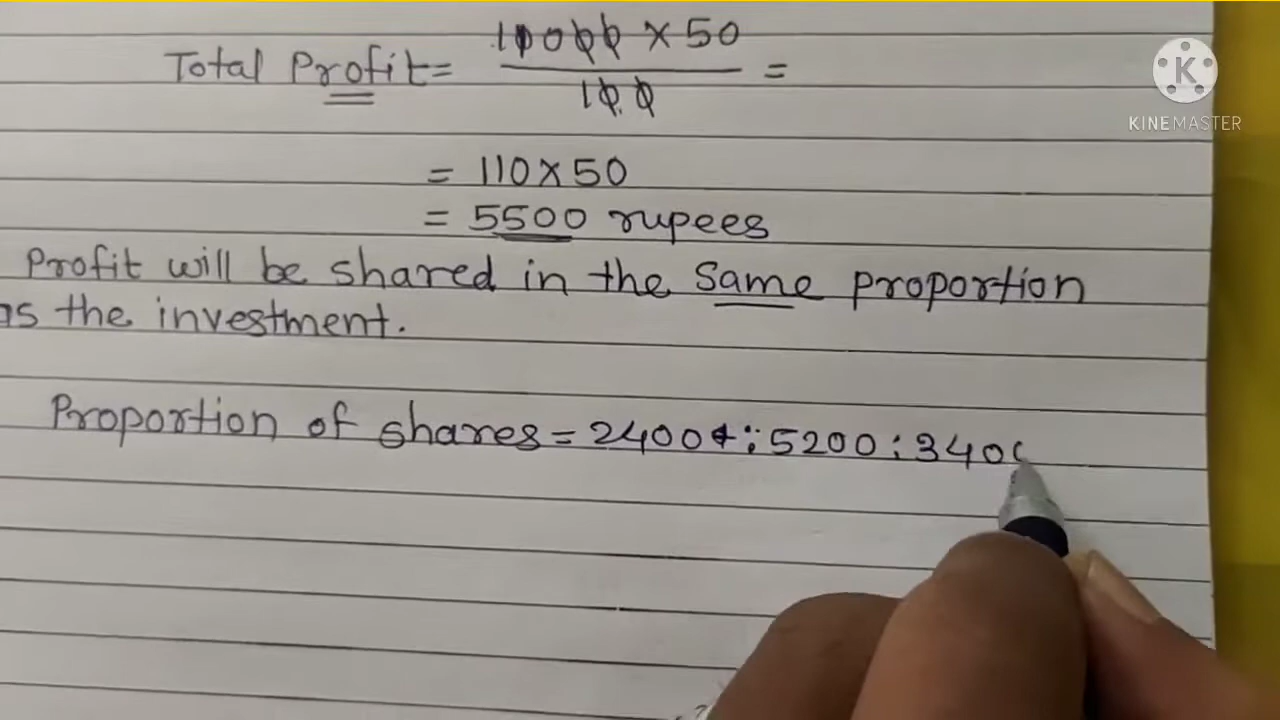 Total Profit = 11000 × 50 / 100 =
= 110 × 50
= 5500 rupees
Profit will be shared in the same proportion
as the investment.
Proportion of shares = 2400 : 5200 : 340
K
KINEMASTER